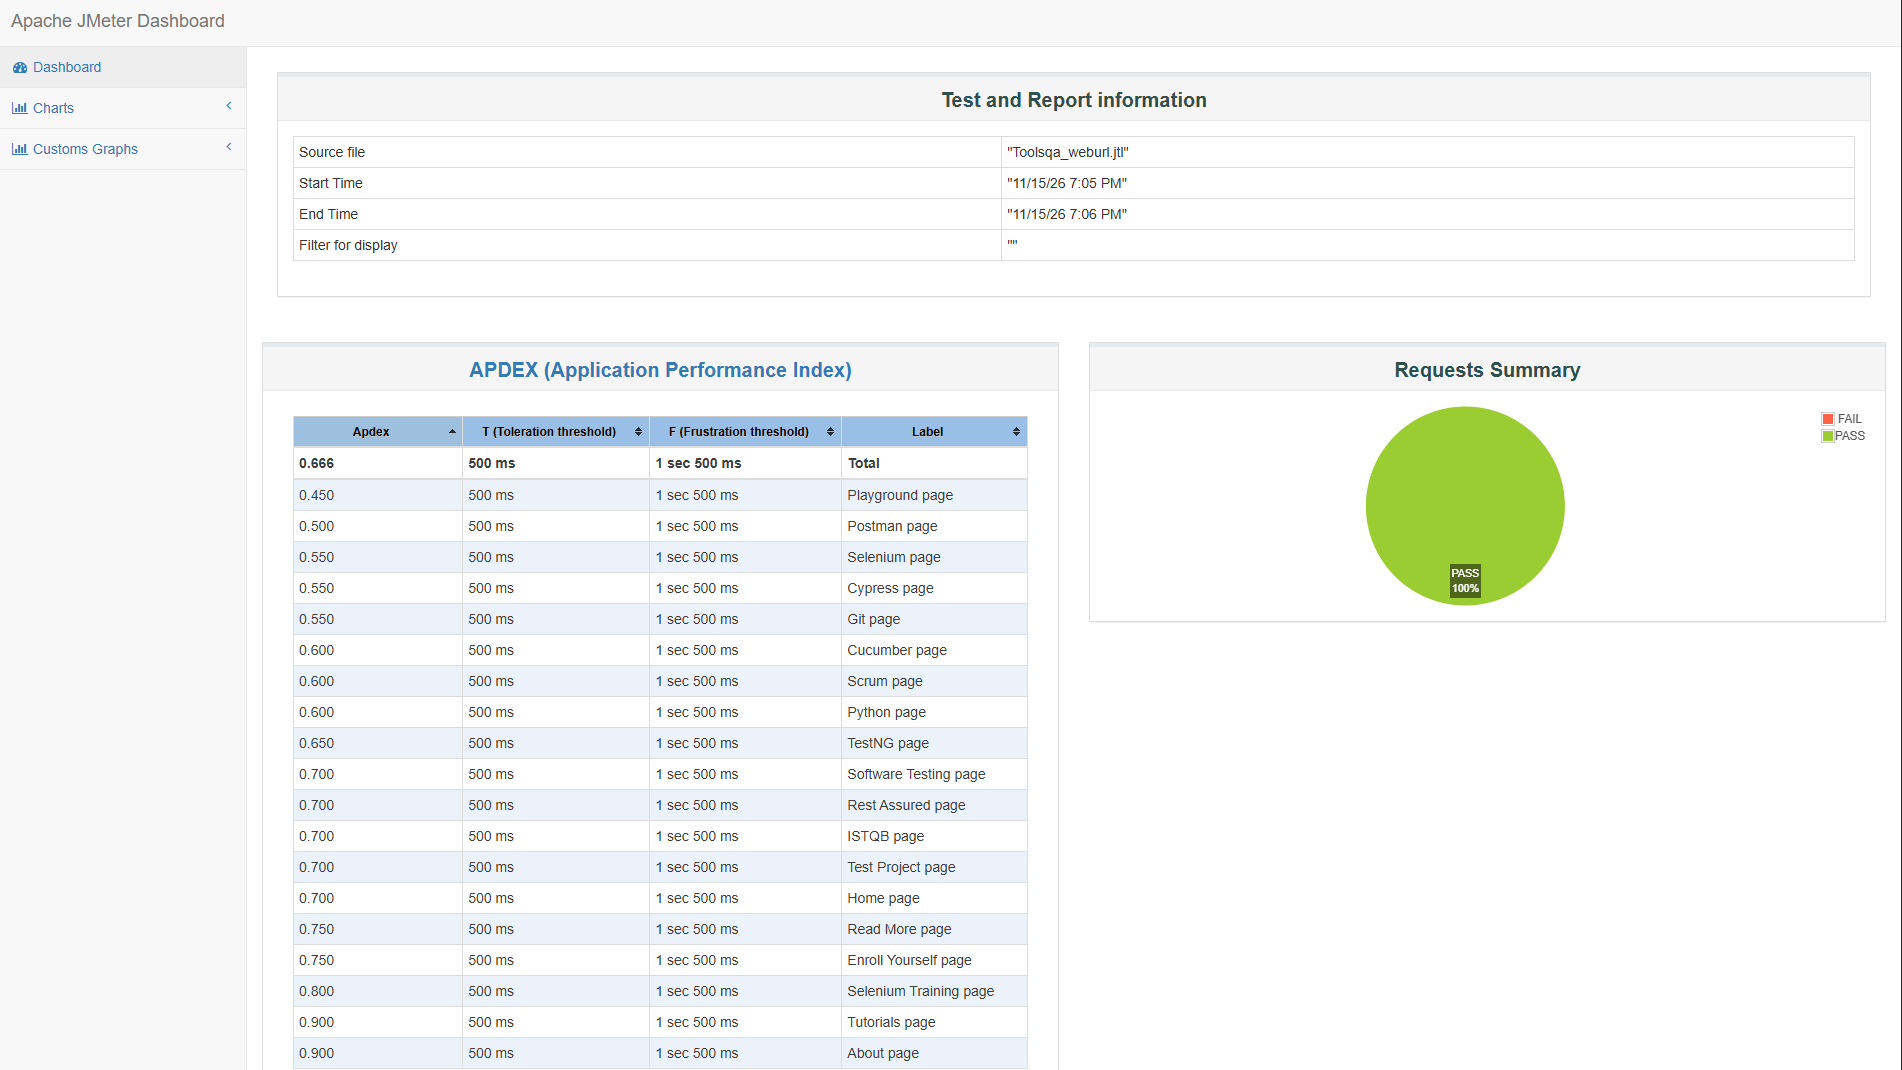 Apache JMeter Dashboard
Dashboard
Charts
Customs Graphs
Test and Report information
Source file "Toolsqa_weburl.jtl"
Start Time "11/15/26 7:05 PM"
End Time "11/15/26 7:06 PM"
Filter for display ""
APDEX (Application Performance Index)
Apdex T (Toleration threshold) F (Frustration threshold) Label
0.666 500 ms 1 sec 500 ms Total
0.450 500 ms 1 sec 500 ms Playground page
0.500 500 ms 1 sec 500 ms Postman page
0.550 500 ms 1 sec 500 ms Selenium page
0.550 500 ms 1 sec 500 ms Cypress page
0.550 500 ms 1 sec 500 ms Git page
0.600 500 ms 1 sec 500 ms Cucumber page
0.600 500 ms 1 sec 500 ms Scrum page
0.600 500 ms 1 sec 500 ms Python page
0.650 500 ms 1 sec 500 ms TestNG page
0.700 500 ms 1 sec 500 ms Software Testing page
0.700 500 ms 1 sec 500 ms Rest Assured page
0.700 500 ms 1 sec 500 ms ISTQB page
0.700 500 ms 1 sec 500 ms Test Project page
0.700 500 ms 1 sec 500 ms Home page
0.750 500 ms 1 sec 500 ms Read More page
0.750 500 ms 1 sec 500 ms Enroll Yourself page
0.800 500 ms 1 sec 500 ms Selenium Training page
0.900 500 ms 1 sec 500 ms Tutorials page
0.900 500 ms 1 sec 500 ms About page
Requests Summary
FAIL
PASS
PASS
100%